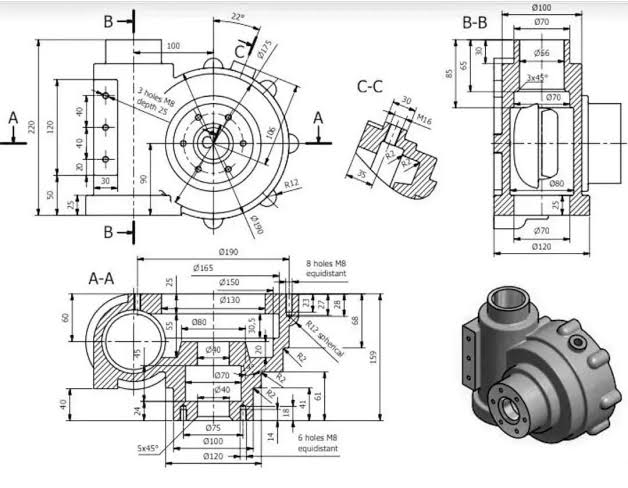 B
22°
100
C
Ø175
3 holes M8
depth 25
A
220
120
40
40
20
30
50
25
90
106
R12
Ø190
A
B
C-C
30
M16
R2
R2
35
B-B
Ø100
Ø70
30
65
85
Ø66
3x45°
Ø70
Ø80
25
Ø70
Ø120
A-A
Ø190
Ø165
Ø150
Ø130
25
8 holes M8
equidistant
60
55
Ø80
30,5
23
27
28
68
159
R12 spherical
20
R2
Ø40
45
R2
Ø70
R2
Ø40
40
24
18
14
41
61
Ø75
5x45°
Ø100
Ø120
6 holes M8
equidistant